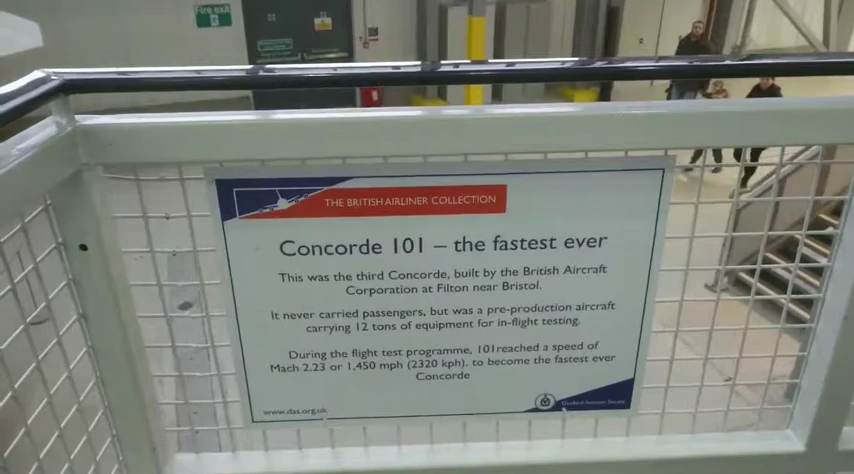 Fire exit
THE BRITISH AIRLINER COLLECTION
Concorde 101 – the fastest ever
This was the third Concorde, built by the British Aircraft
Corporation at Filton near Bristol.
It never carried passengers, but was a pre-production aircraft
carrying 12 tons of equipment for in-flight testing.
During the flight test programme, 101reached a speed of
Mach 2.23 or 1,450 mph (2320 kph). to become the fastest ever
Concorde
www.das.org.uk
Duxford Aviation Society